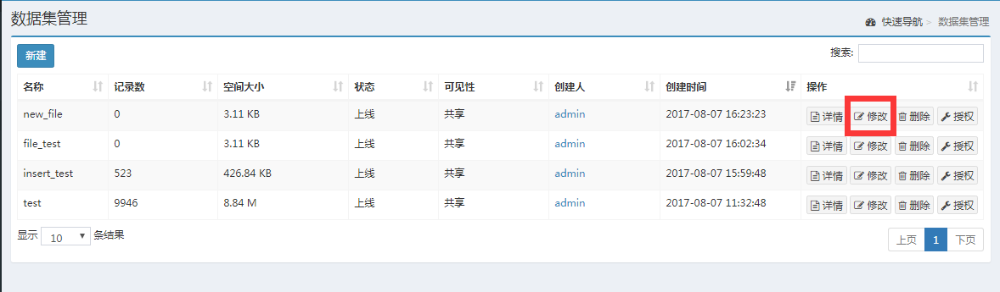 数据集管理
快速导航 > 数据集管理
新建
搜索:
名称 记录数 空间大小 状态 可见性 创建人 创建时间 操作
new_file 0 3.11 KB 上线 共享 admin 2017-08-07 16:23:23 详情 修改 删除 授权
file_test 0 3.11 KB 上线 共享 admin 2017-08-07 16:02:34 详情 修改 删除 授权
insert_test 523 426.84 KB 上线 共享 admin 2017-08-07 15:59:48 详情 修改 删除 授权
test 9946 8.84 M 上线 共享 admin 2017-08-07 11:32:48 详情 修改 删除 授权
显示 10 条结果
上页 1 下页